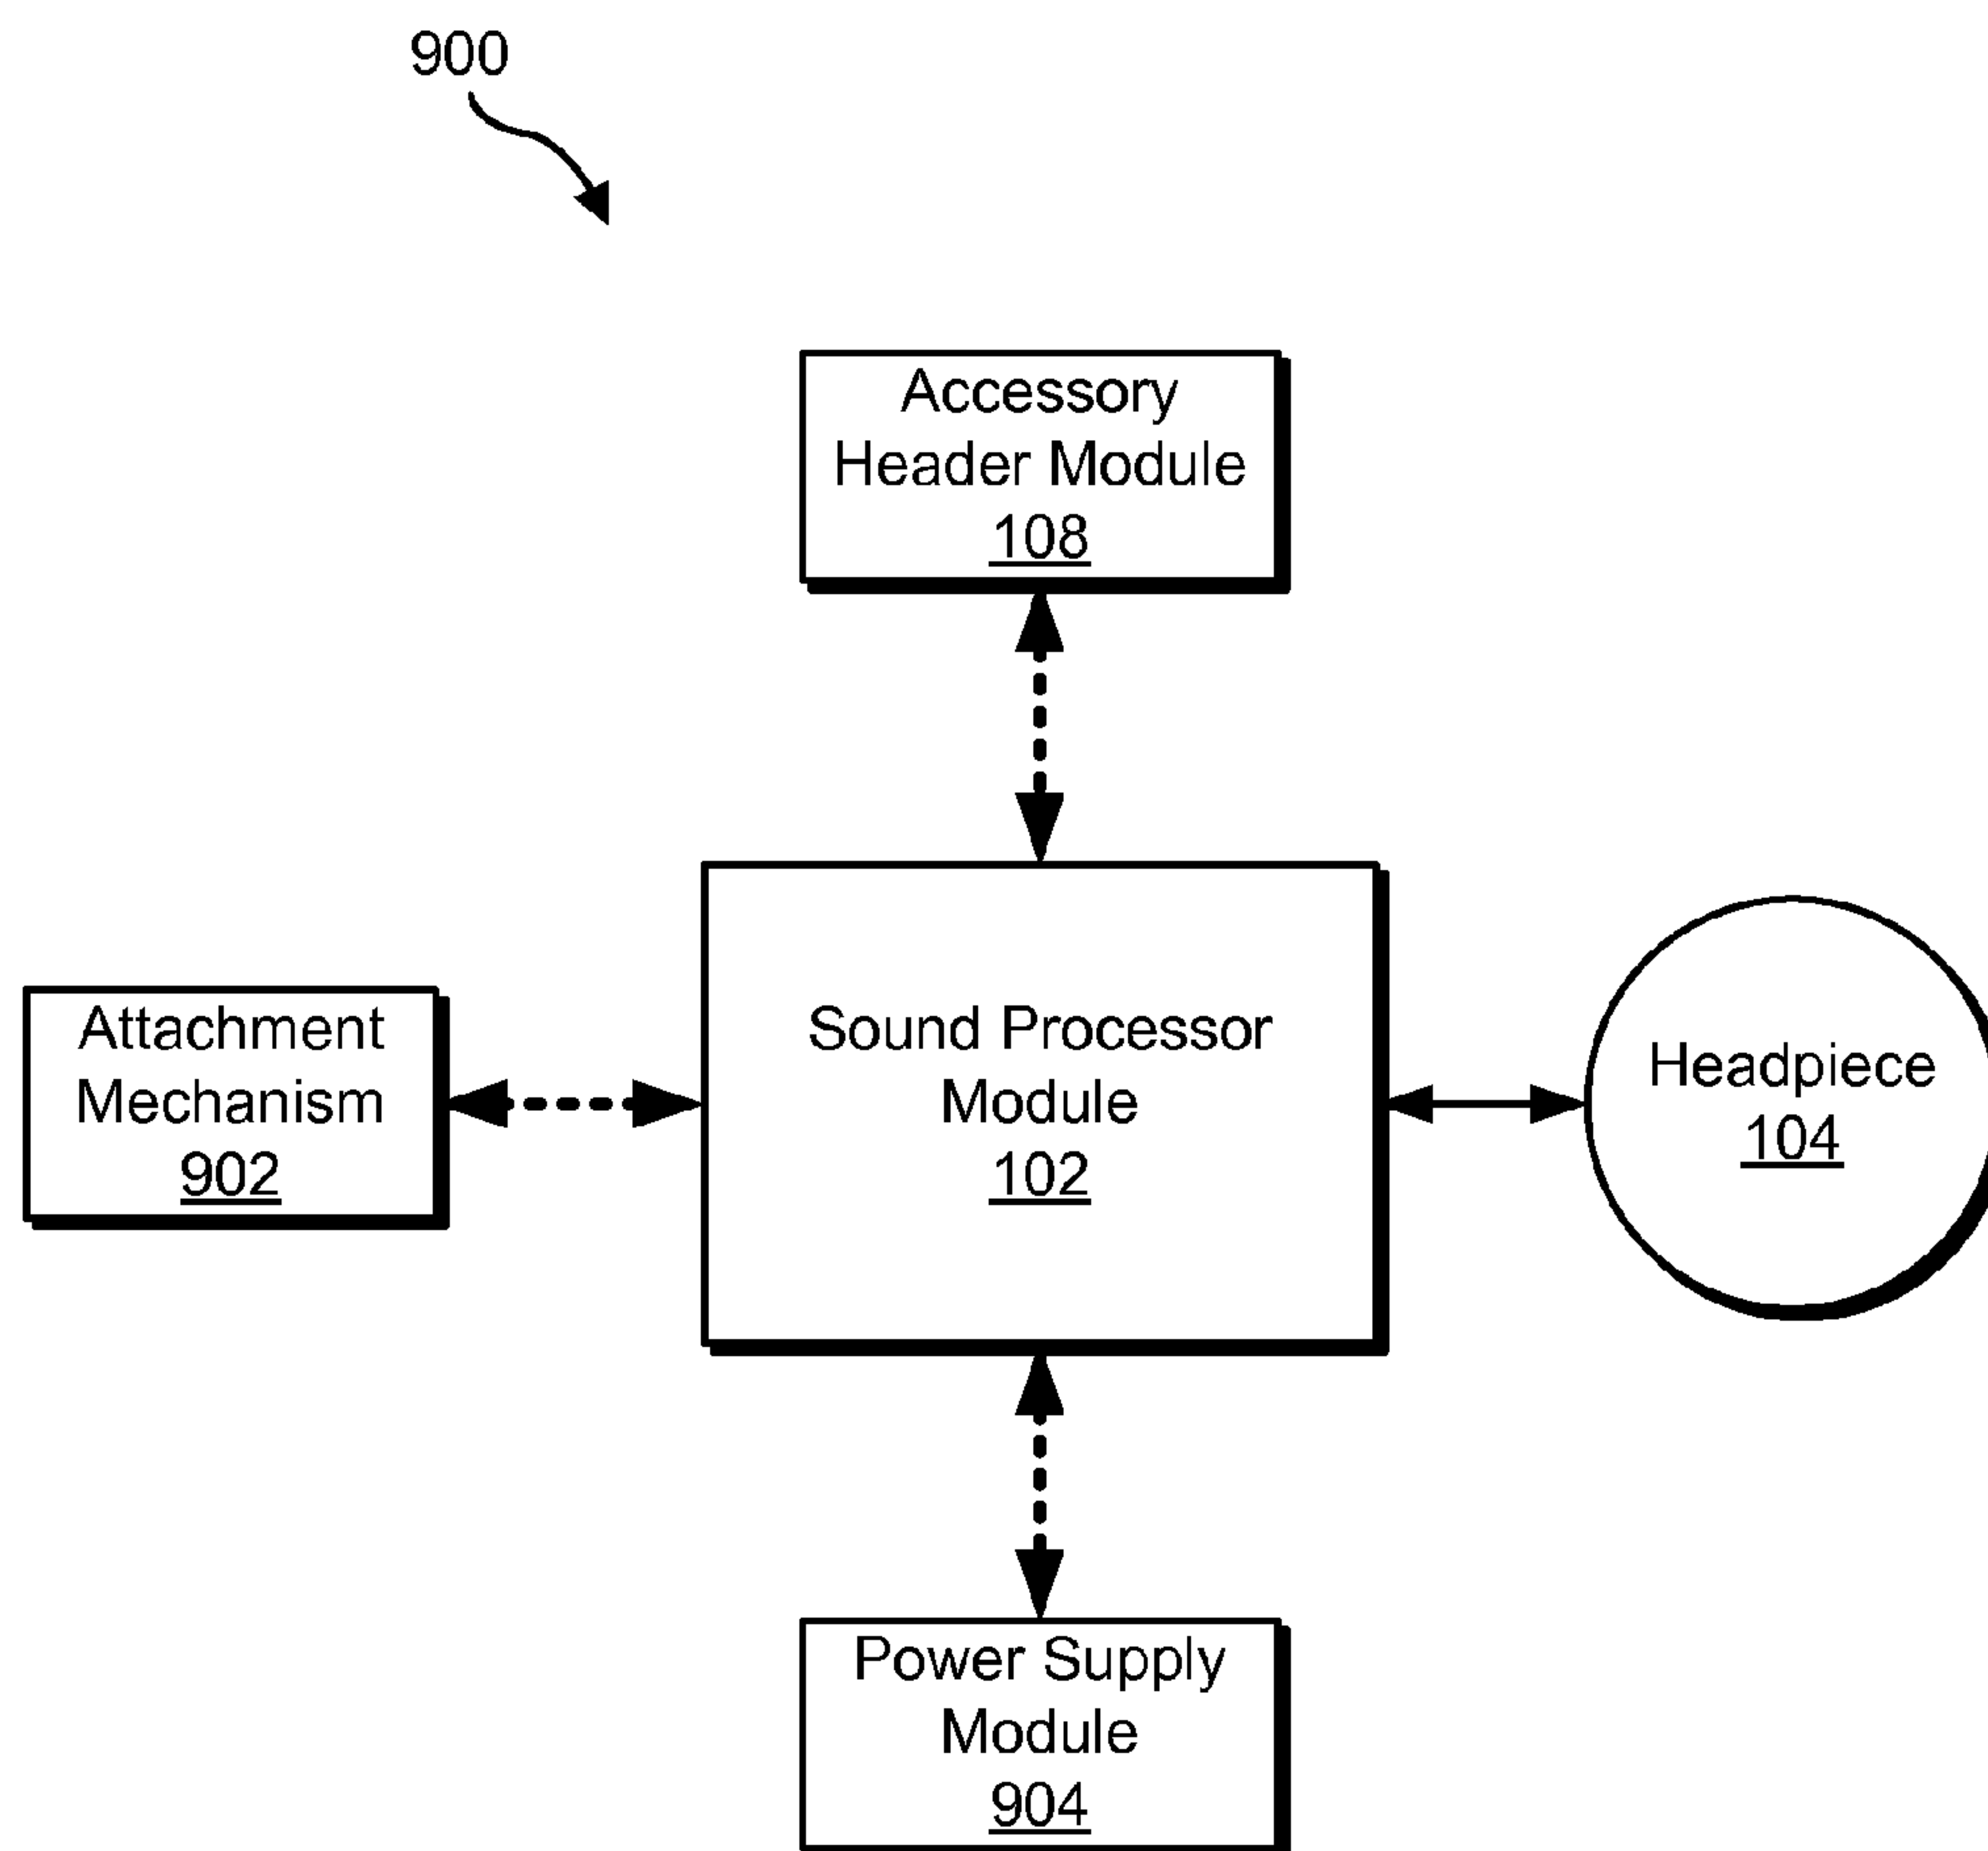 900
Accessory
Header Module
108
Attachment
Mechanism
902
Sound Processor
Module
102
Headpiece
104
Power Supply
Module
904